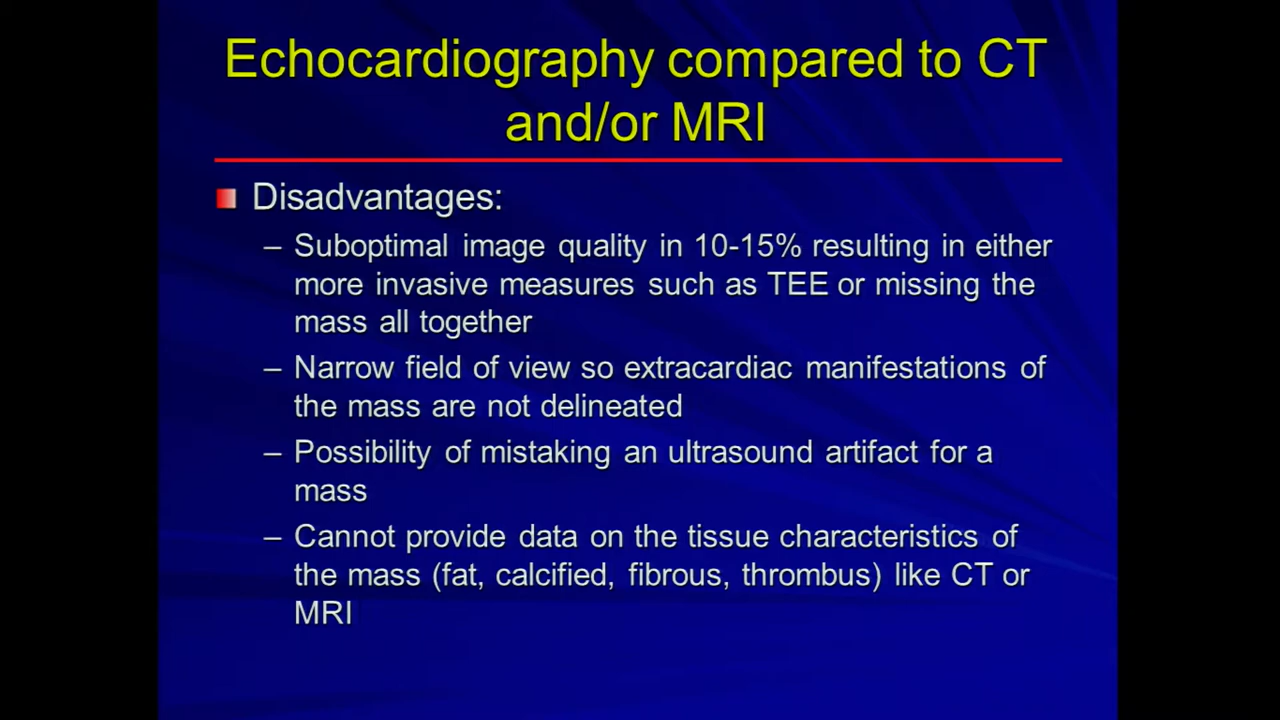 Echocardiography compared to CT
and/or MRI
Disadvantages:
– Suboptimal image quality in 10-15% resulting in either
more invasive measures such as TEE or missing the
mass all together
– Narrow field of view so extracardiac manifestations of
the mass are not delineated
– Possibility of mistaking an ultrasound artifact for a
mass
– Cannot provide data on the tissue characteristics of
the mass (fat, calcified, fibrous, thrombus) like CT or
MRI